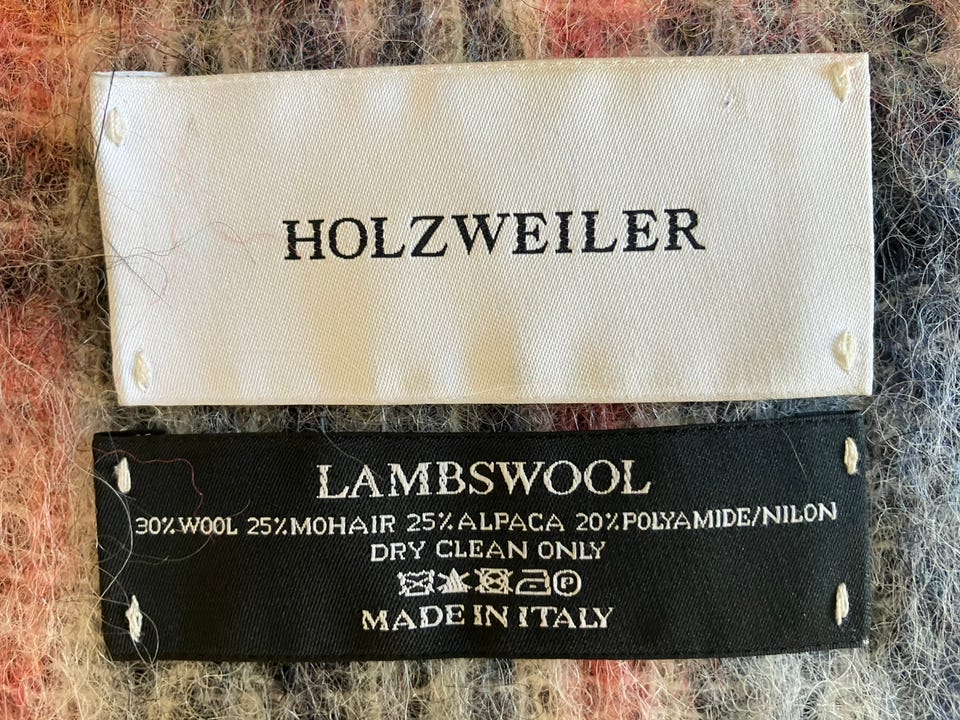 HOLZWEILER
LAMBSWOOL
30% WOOL 25% MOHAIR 25% ALPACA 20% POLYAMIDE/NILON
DRY CLEAN ONLY
P
MADE IN ITALY